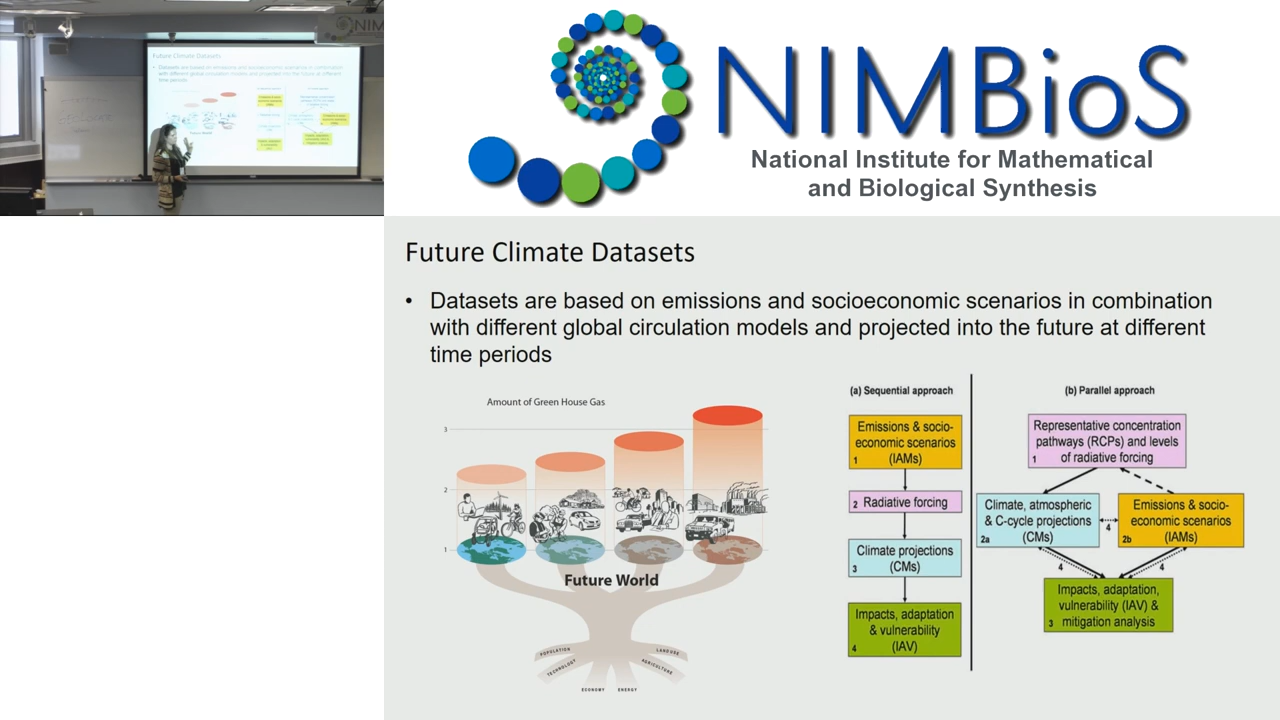 NIMBioS
National Institute for Mathematical
and Biological Synthesis
Future Climate Datasets
• Datasets are based on emissions and socioeconomic scenarios in combination
with different global circulation models and projected into the future at different
time periods
Amount of Green House Gas
3
2
1
Future World
POPULATION
TECHNOLOGY
ECONOMY
ENERGY
AGRICULTURE
LAND USE
(a) Sequential approach
Emissions & socio-
economic scenarios
1 (IAMs)
2 Radiative forcing
Climate projections
3 (CMs)
Impacts, adaptation
& vulnerability
4 (IAV)
(b) Parallel approach
Representative concentration
pathways (RCPs) and levels
1 of radiative forcing
Climate, atmospheric
& C-cycle projections
2a (CMs)
4
Emissions & socio-
economic scenarios
2b (IAMs)
4
4
Impacts, adaptation,
vulnerability (IAV) &
3 mitigation analysis
Future Climate Datasets